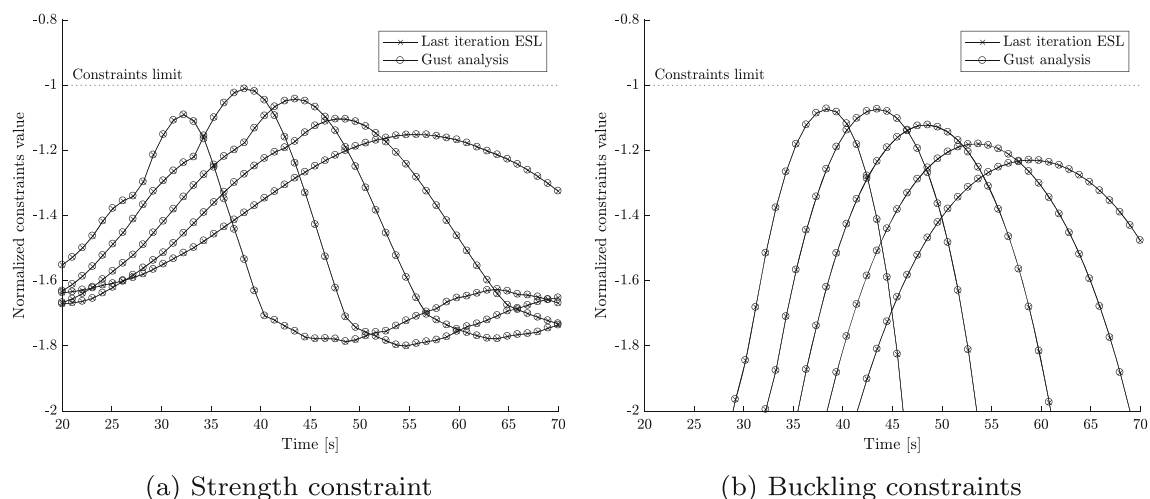 -0.8
-1
-1.2
-1.4
-1.6
-1.8
-2
Normalized constraints value
Constraints limit
Last iteration ESL
Gust analysis
20 25 30 35 40 45 50 55 60 65 70
Time [s]
(a) Strength constraint
-0.8
-1
-1.2
-1.4
-1.6
-1.8
-2
Normalized constraints value
Constraints limit
Last iteration ESL
Gust analysis
20 25 30 35 40 45 50 55 60 65 70
Time [s]
(b) Buckling constraints